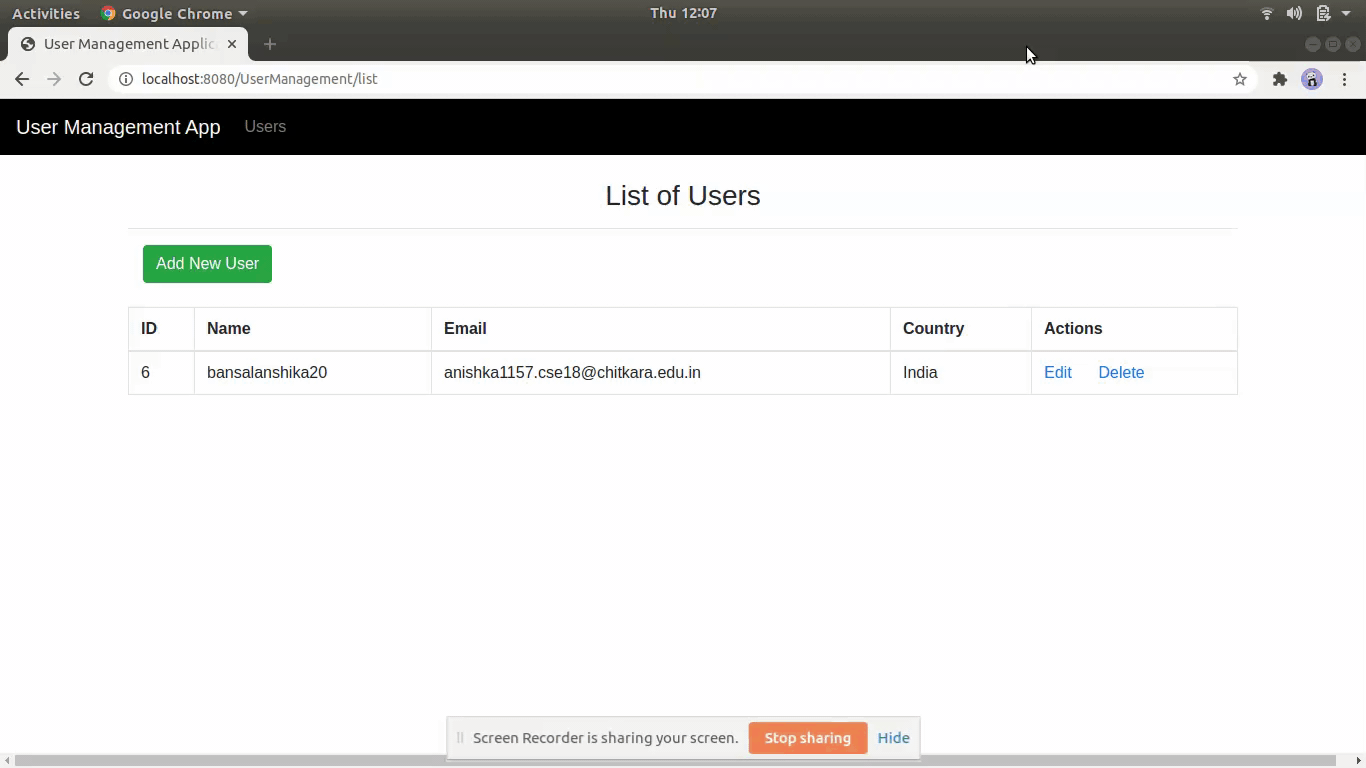 Activities Google Chrome Thu 12:07
User Management Applic
localhost:8080/UserManagement/list
User Management App Users
List of Users
Add New User
ID Name Email Country Actions
6 bansalanshika20 anishka1157.cse18@chitkara.edu.in India Edit Delete
Screen Recorder is sharing your screen. Stop sharing Hide